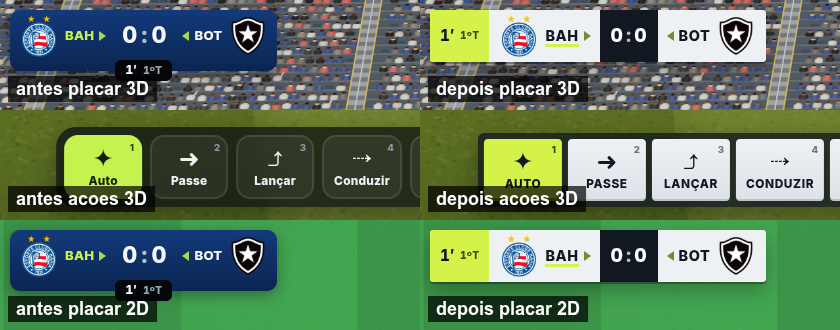 BAH 0:0 BOT
1' 1ºT
antes placar 3D
1' 1ºT BAH 0:0 BOT
depois placar 3D
1 2 3 4
Auto Passe Lançar Conduzir
antes acoes 3D
1 2 3 4
AUTO PASSE LANÇAR CONDUZIR
depois acoes 3D
BAH 0:0 BOT
1' 1ºT
antes placar 2D
1' 1ºT BAH 0:0 BOT
depois placar 2D